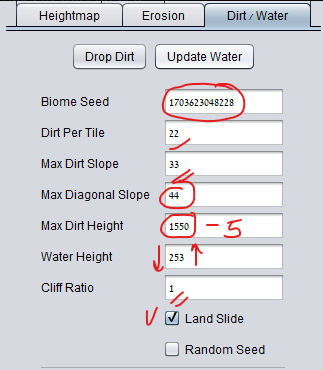 Heightmap Erosion Dirt / Water
Drop Dirt Update Water
Biome Seed 1703623048228
Dirt Per Tile 22
Max Dirt Slope 33
Max Diagonal Slope 44
Max Dirt Height 1550 - 5
Water Height 253
Cliff Ratio 1
Land Slide
Random Seed